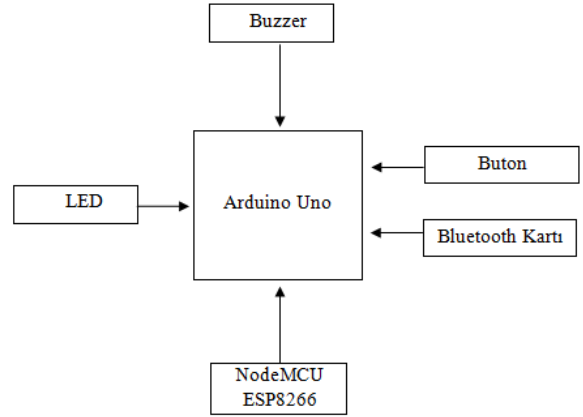 Buzzer
Buton
LED
Arduino Uno
Bluetooth Kartı
NodeMCU
ESP8266